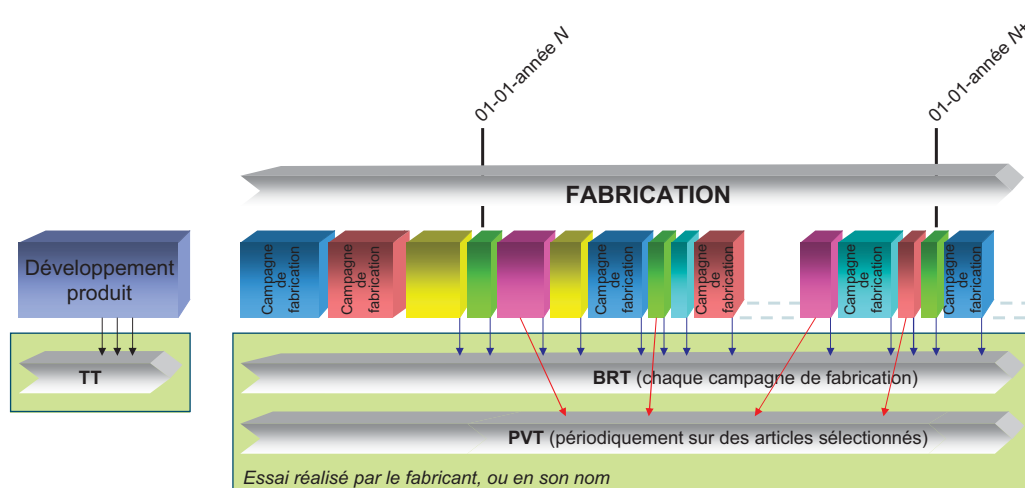 01-01-année N
01-01-année N+
FABRICATION
Développement
produit
Campagne
de
fabrication
Campagne
de
fabrication
Campagne
de
fabrication
Campagne
de
fabrication
Campagne
de
fabrication
Campagne
de
fabrication
TT
BRT (chaque campagne de fabrication)
PVT (périodiquement sur des articles sélectionnés)
Essai réalisé par le fabricant, ou en son nom